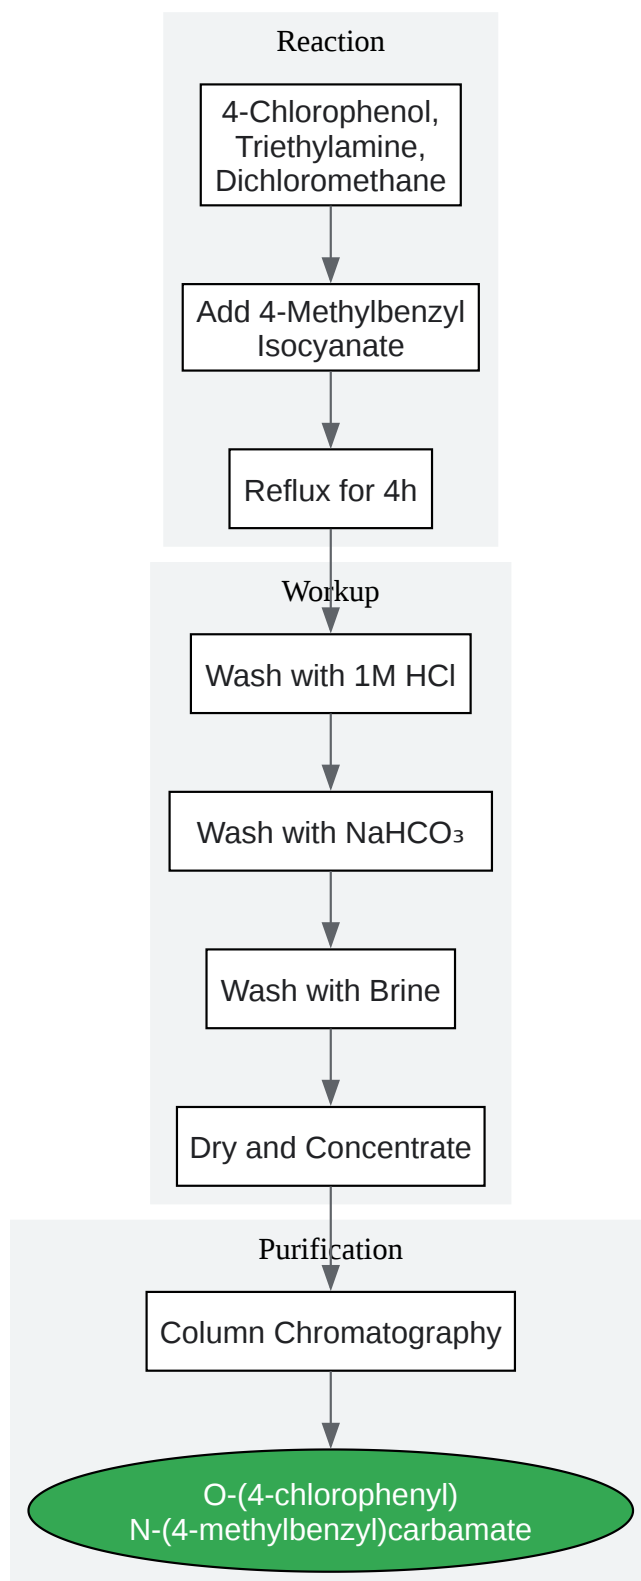 Reaction
4-Chlorophenol,
Triethylamine,
Dichloromethane
Add 4-Methylbenzyl
Isocyanate
Reflux for 4h
Workup
Wash with 1M HCl
Wash with NaHCO₃
Wash with Brine
Dry and Concentrate
Purification
Column Chromatography
O-(4-chlorophenyl)
N-(4-methylbenzyl)carbamate